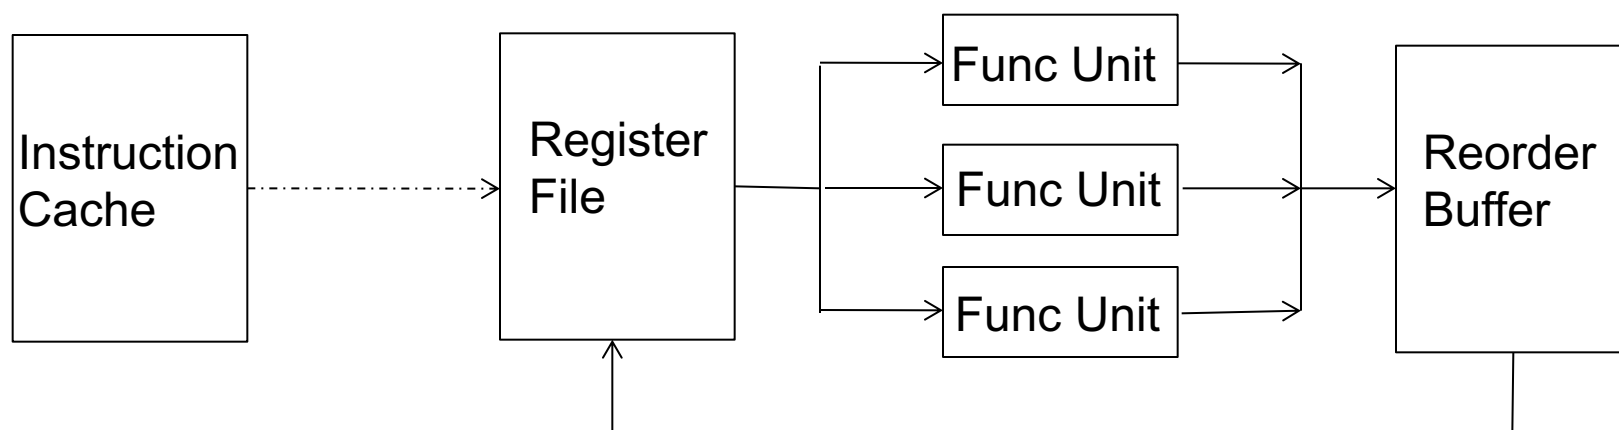 Instruction
Cache
Register
File
Func Unit
Func Unit
Func Unit
Reorder
Buffer